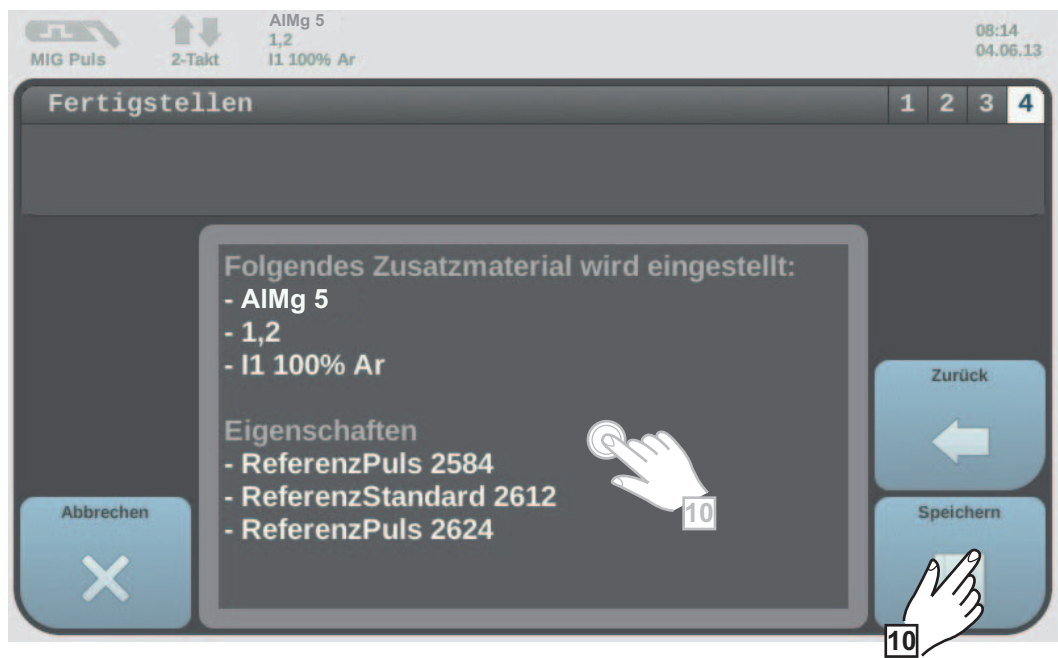 MIG Puls
2-Takt
AlMg 5
1,2
I1 100% Ar
08:14
04.06.13
Fertigstellen
1 2 3 4
Folgendes Zusatzmaterial wird eingestellt:
- AlMg 5
- 1,2
- I1 100% Ar
Eigenschaften
- ReferenzPuls 2584
- ReferenzStandard 2612
- ReferenzPuls 2624
10
Zurück
Abbrechen
Speichern
10